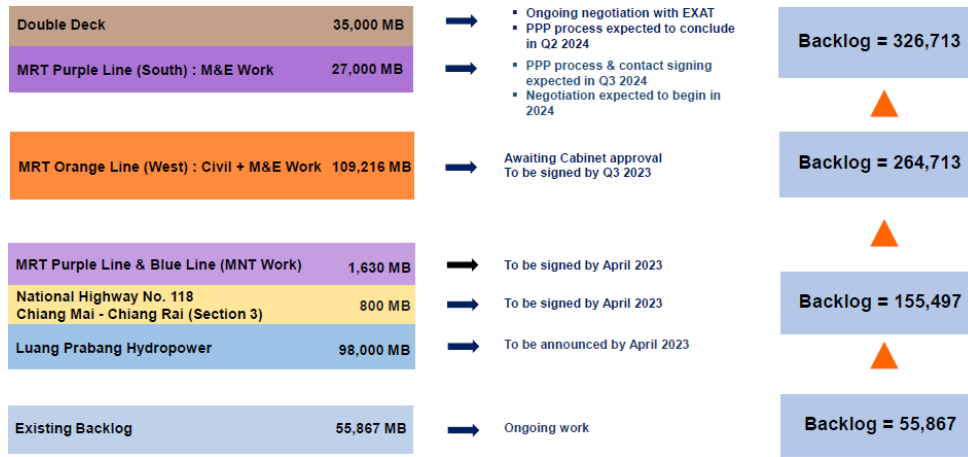 Double Deck 35,000 MB
▪ Ongoing negotiation with EXAT
▪ PPP process expected to conclude
in Q2 2024
Backlog = 326,713
MRT Purple Line (South) : M&E Work 27,000 MB
▪ PPP process & contact signing
expected in Q3 2024
▪ Negotiation expected to begin in
2024
MRT Orange Line (West) : Civil + M&E Work 109,216 MB
Awaiting Cabinet approval
To be signed by Q3 2023
Backlog = 264,713
MRT Purple Line & Blue Line (MNT Work) 1,630 MB
To be signed by April 2023
National Highway No. 118
Chiang Mai - Chiang Rai (Section 3) 800 MB
To be signed by April 2023
Backlog = 155,497
Luang Prabang Hydropower 98,000 MB
To be announced by April 2023
Existing Backlog 55,867 MB
Ongoing work
Backlog = 55,867